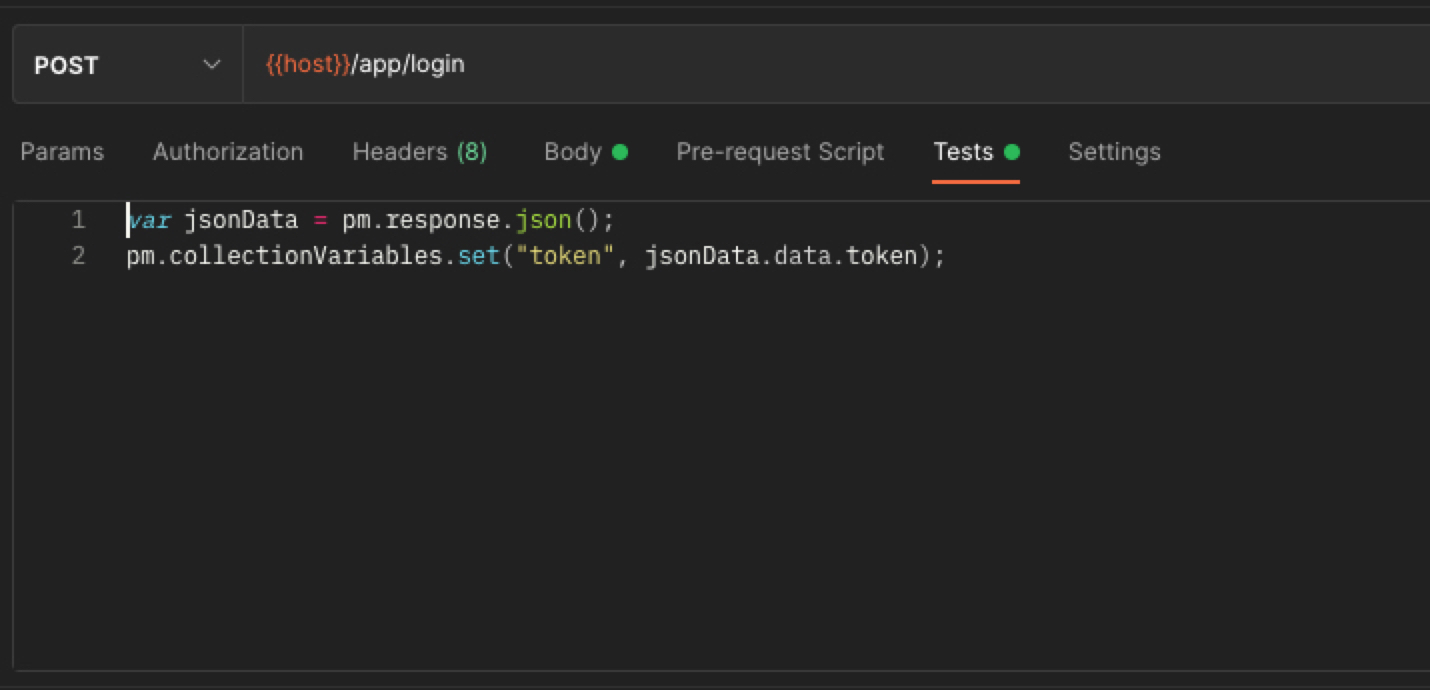 POST {{host}}/app/login
Params Authorization Headers (8) Body Pre-request Script Tests Settings
1 var jsonData = pm.response.json();
2 pm.collectionVariables.set("token", jsonData.data.token);